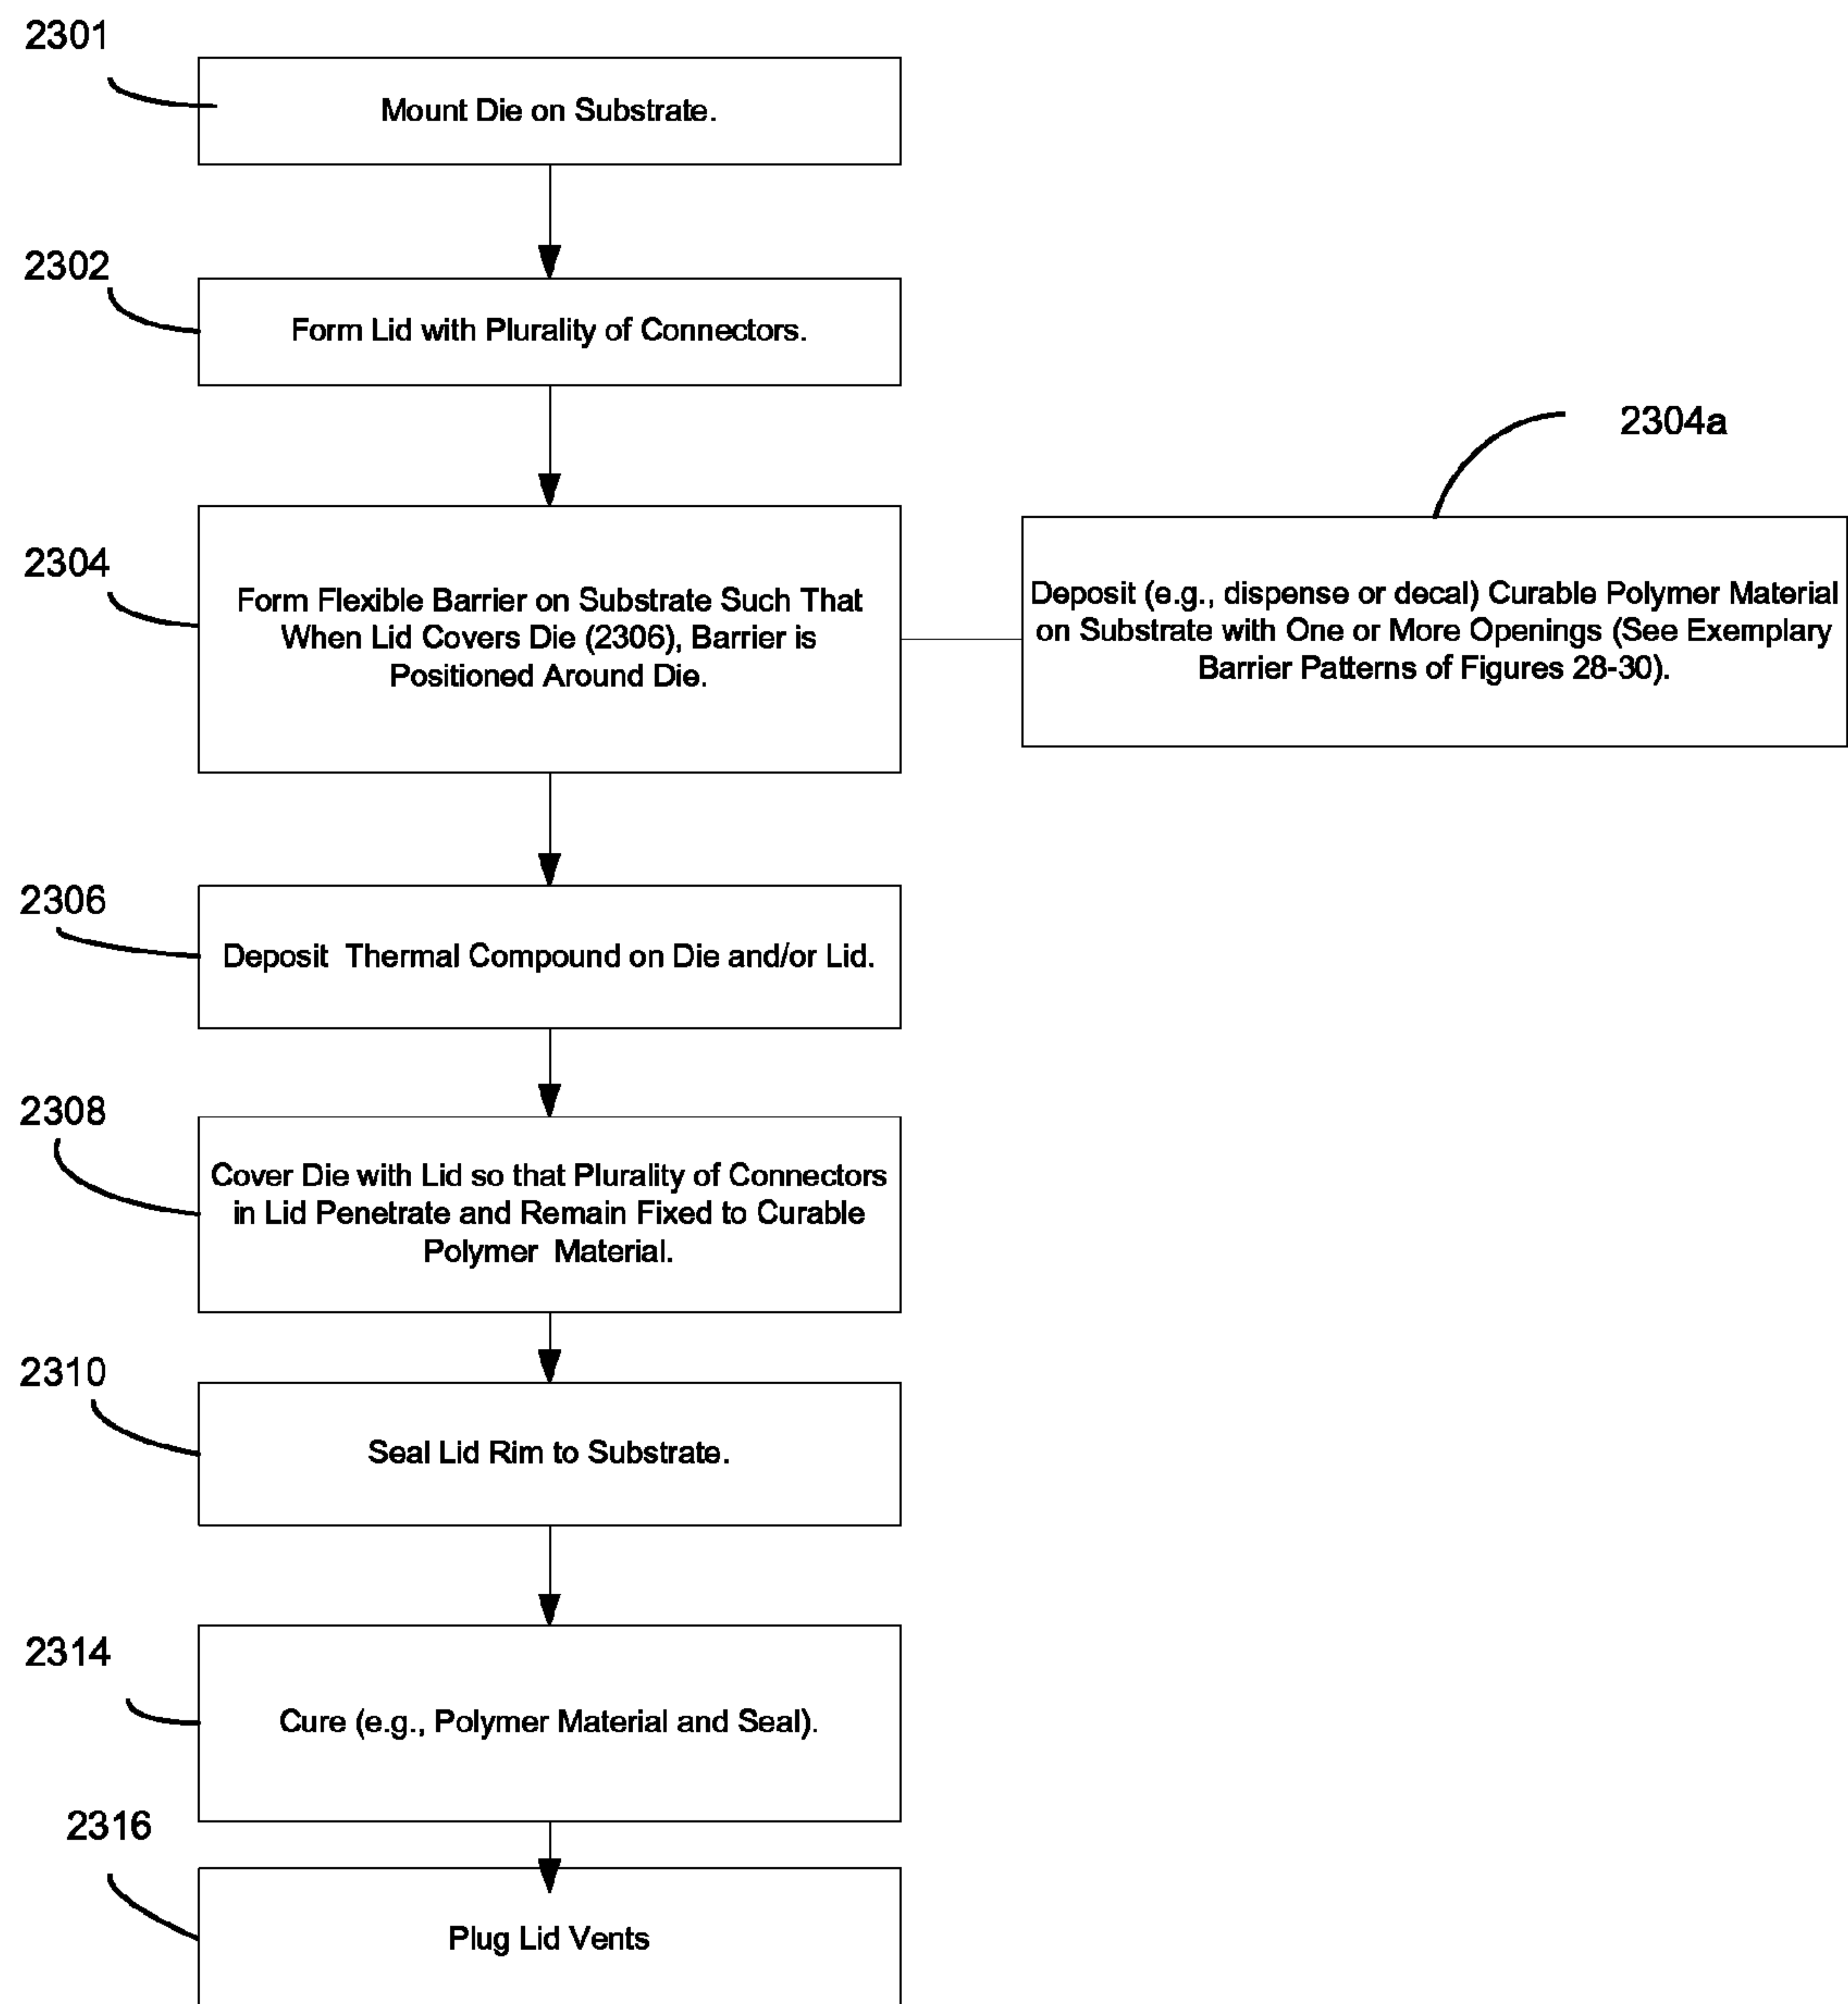 2301
Mount Die on Substrate.
2302
Form Lid with Plurality of Connectors.
2304
Form Flexible Barrier on Substrate Such That
When Lid Covers Die (2306), Barrier is
Positioned Around Die.
2304a
Deposit (e.g., dispense or decal) Curable Polymer Material
on Substrate with One or More Openings (See Exemplary
Barrier Patterns of Figures 28-30).
2306
Deposit Thermal Compound on Die and/or Lid.
2308
Cover Die with Lid so that Plurality of Connectors
in Lid Penetrate and Remain Fixed to Curable
Polymer Material.
2310
Seal Lid Rim to Substrate.
2314
Cure (e.g., Polymer Material and Seal).
2316
Plug Lid Vents